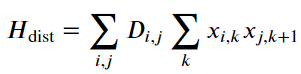 H_dist = ∑_{i,j} D_{i,j} ∑_k x_{i,k} x_{j,k+1}